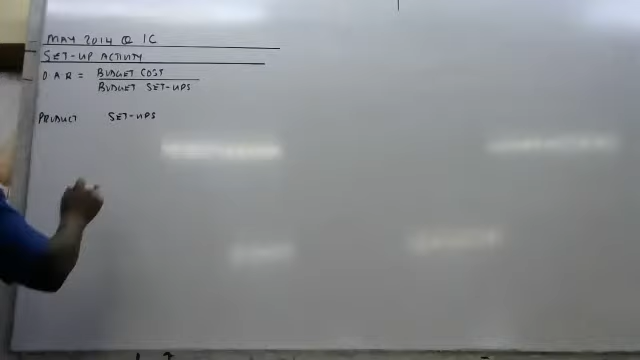 MAY 2014 Q 1C
SET-UP ACTIVITY
O.A.R = BUDGET COST
BUDGET SET-UPS
PRODUCT SET-UPS